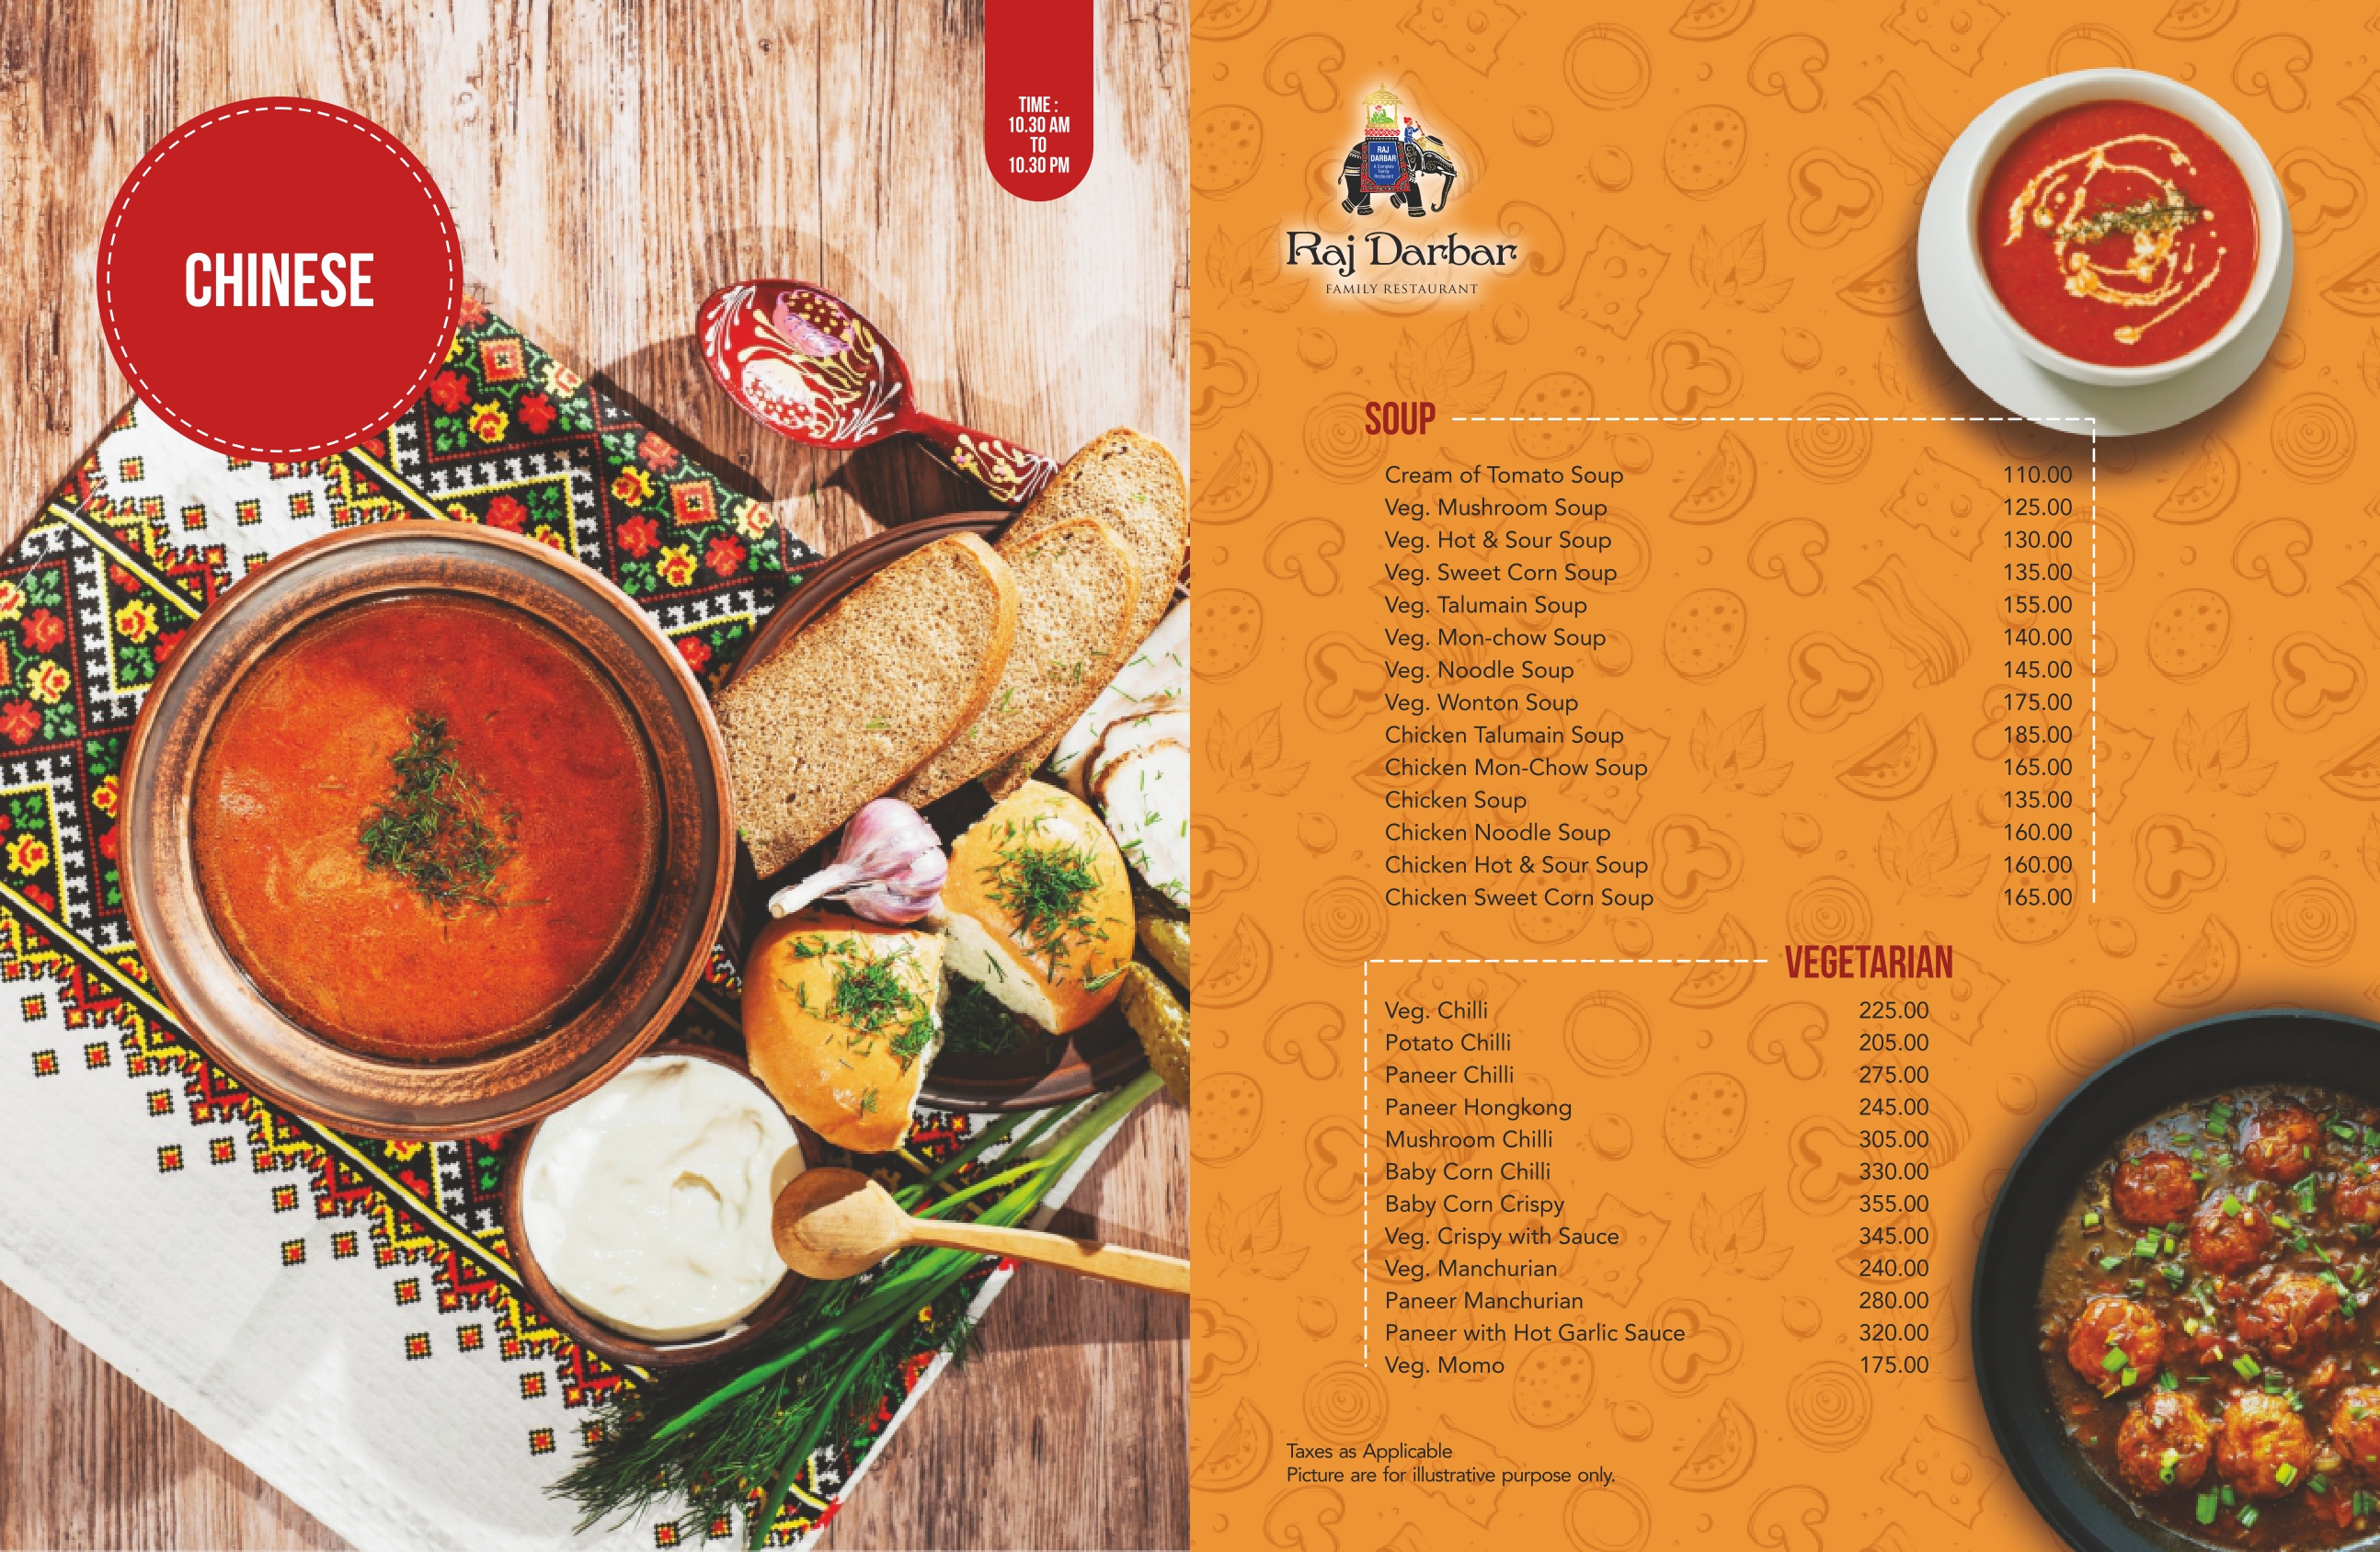 CHINESE
TIME :
10.30 AM
TO
10.30 PM
RAJ
DARBAR
A Complete
Family
Restaurant
Raj Darbar
FAMILY RESTAURANT
SOUP
Cream of Tomato Soup 110.00
Veg. Mushroom Soup 125.00
Veg. Hot & Sour Soup 130.00
Veg. Sweet Corn Soup 135.00
Veg. Talumain Soup 155.00
Veg. Mon-chow Soup 140.00
Veg. Noodle Soup 145.00
Veg. Wonton Soup 175.00
Chicken Talumain Soup 185.00
Chicken Mon-Chow Soup 165.00
Chicken Soup 135.00
Chicken Noodle Soup 160.00
Chicken Hot & Sour Soup 160.00
Chicken Sweet Corn Soup 165.00
VEGETARIAN
Veg. Chilli 225.00
Potato Chilli 205.00
Paneer Chilli 275.00
Paneer Hongkong 245.00
Mushroom Chilli 305.00
Baby Corn Chilli 330.00
Baby Corn Crispy 355.00
Veg. Crispy with Sauce 345.00
Veg. Manchurian 240.00
Paneer Manchurian 280.00
Paneer with Hot Garlic Sauce 320.00
Veg. Momo 175.00
Taxes as Applicable
Picture are for illustrative purpose only.